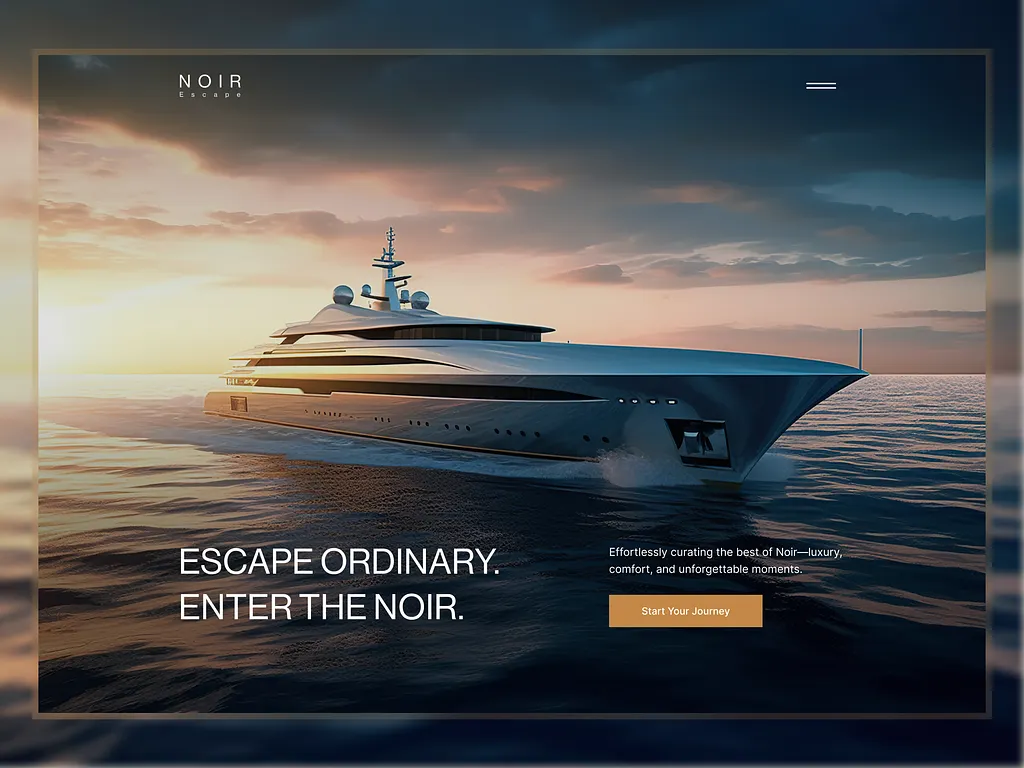 NOIR
Escape
ESCAPE ORDINARY.
ENTER THE NOIR.
Effortlessly curating the best of Noir—luxury,
comfort, and unforgettable moments.
Start Your Journey